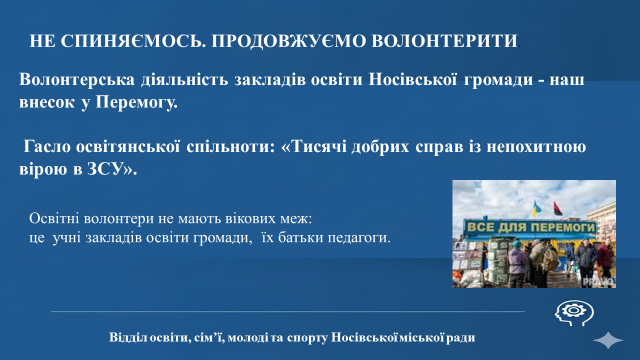 НЕ СПИНЯЄМОСЬ. ПРОДОВЖУЄМО ВОЛОНТЕРИТИ.
Волонтерська діяльність закладів освіти Носівської громади - наш
внесок у Перемогу.
Гасло освітянської спільноти: «Тисячі добрих справ із непохитною
вірою в ЗСУ».
Освітні волонтери не мають вікових меж:
це учні закладів освіти громади, їх батьки педагоги.
ВСЕ ДЛЯ ПЕРЕМОГИ
Відділ освіти, сім’ї, молоді та спорту Носівської міської ради